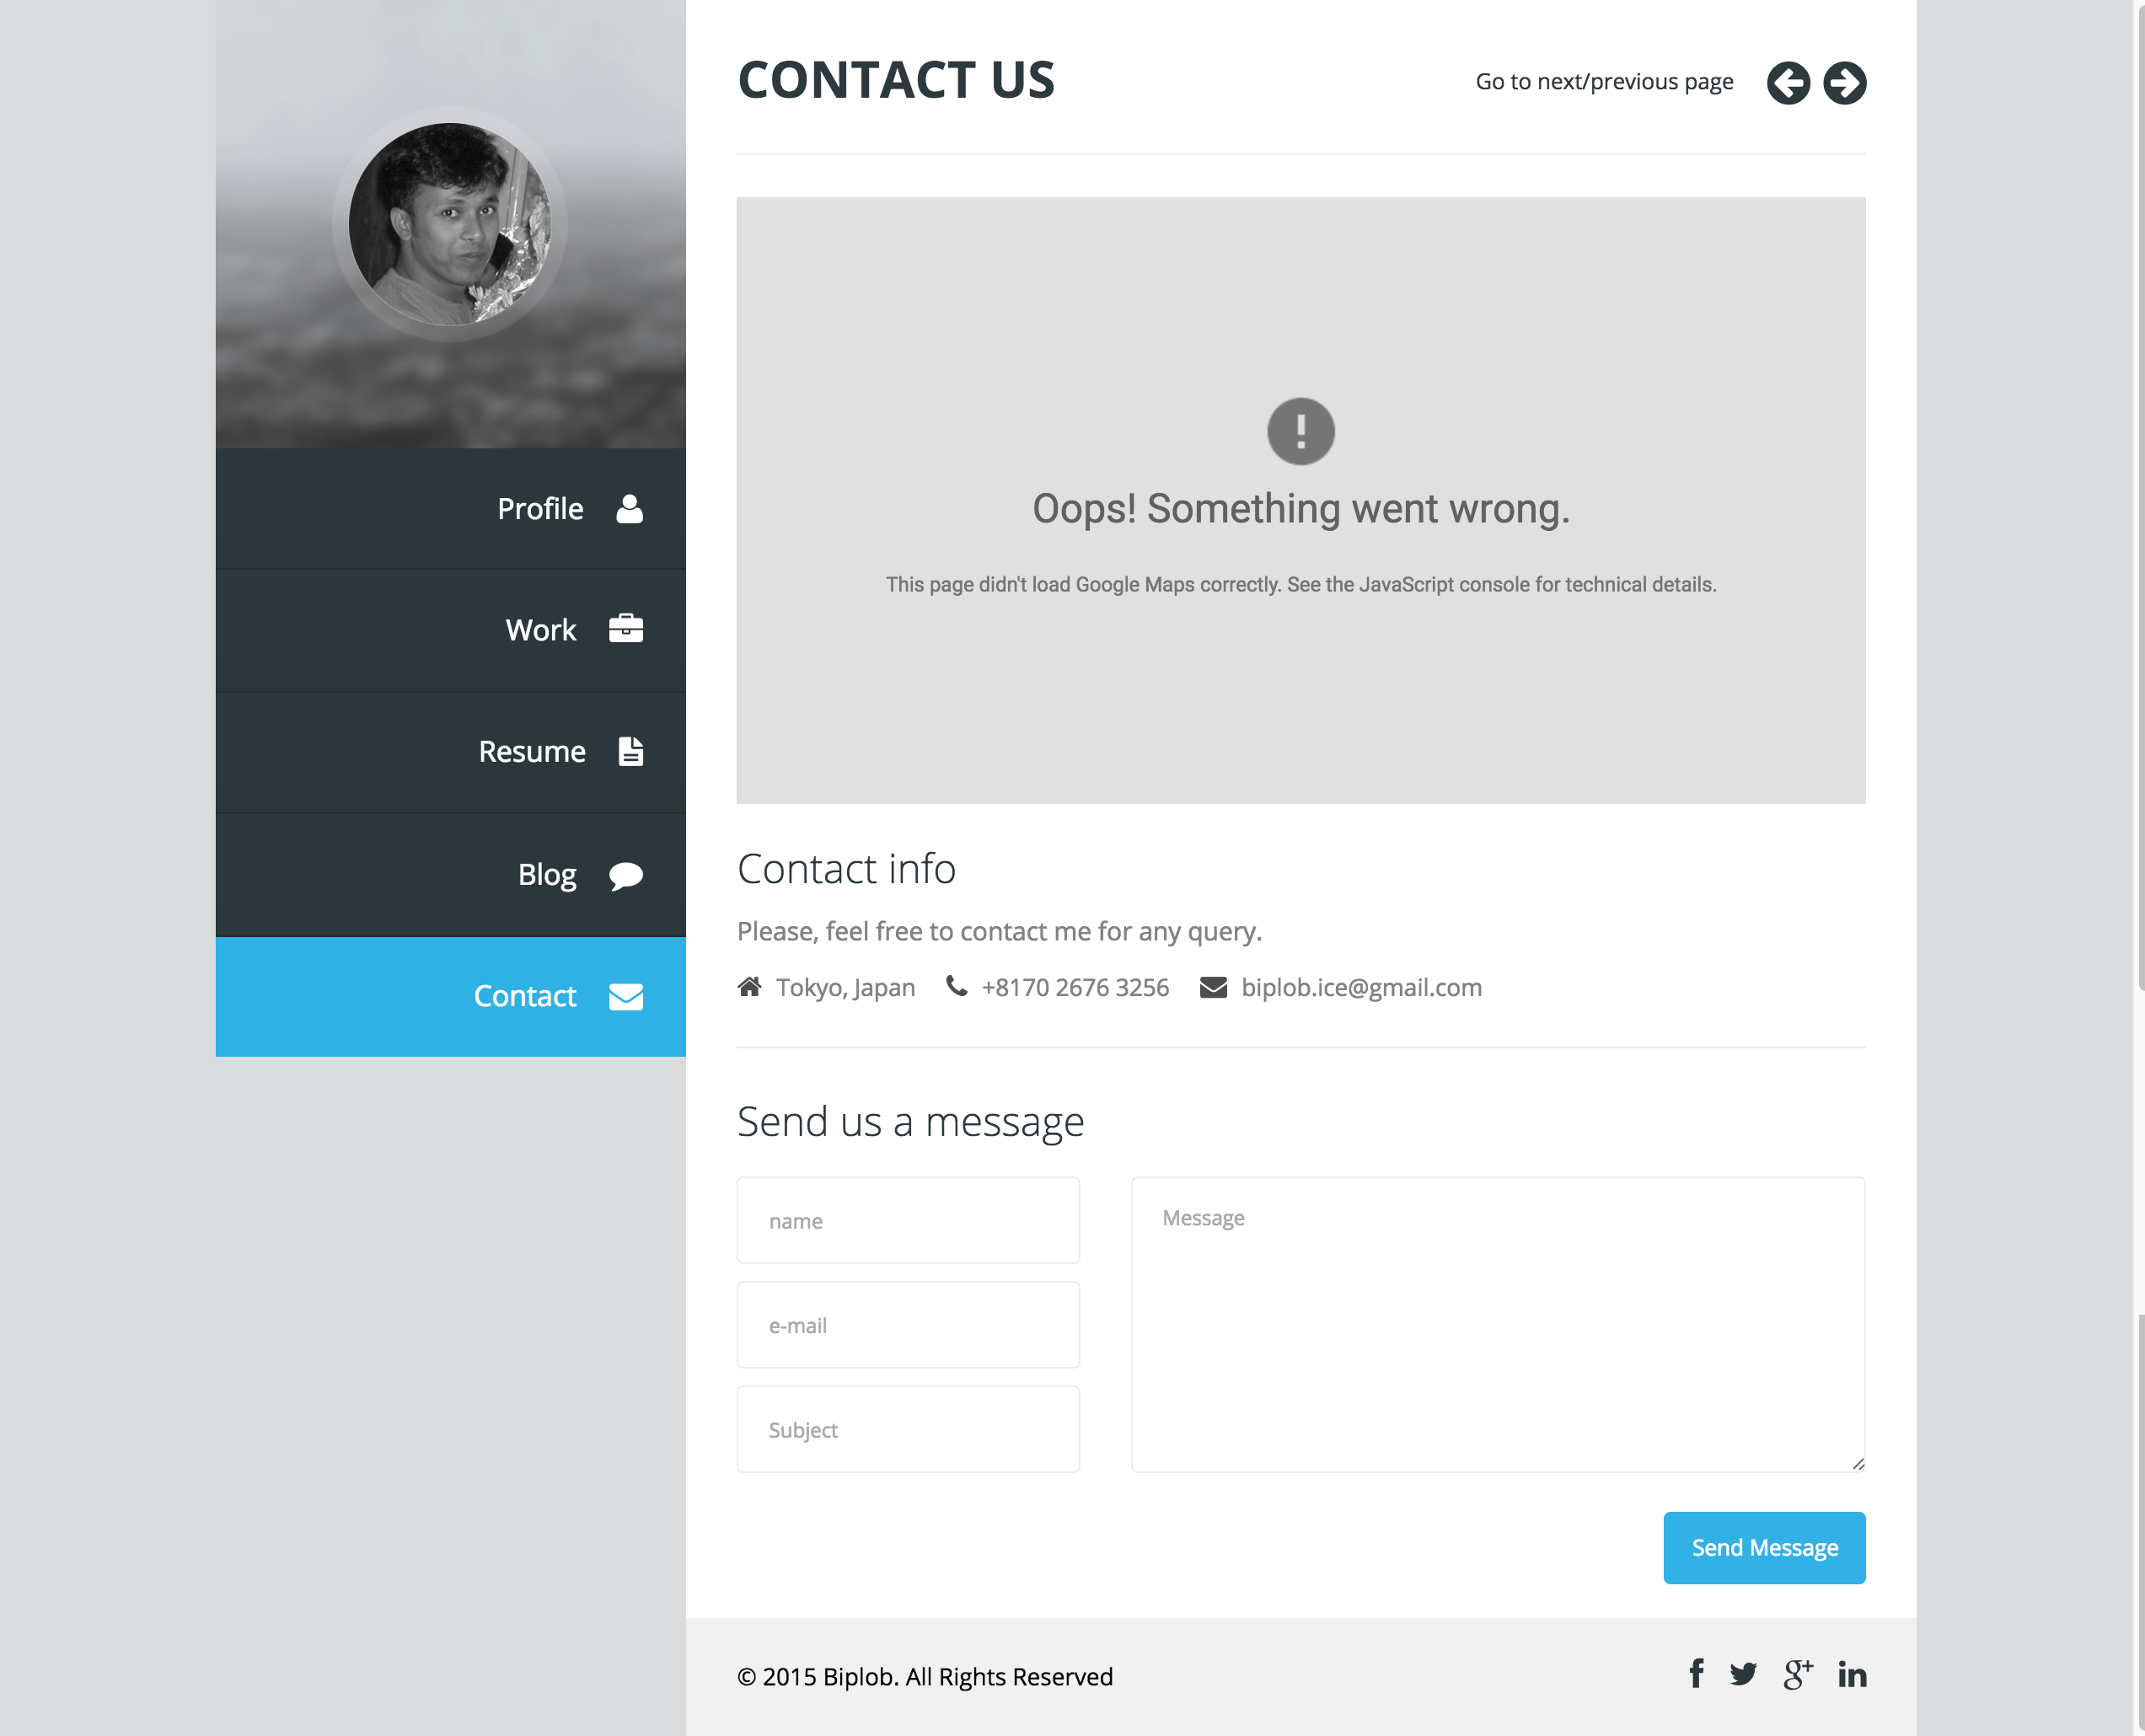 CONTACT US
Go to next/previous page
Profile
Work
Resume
Blog
Contact
Oops! Something went wrong.
This page didn't load Google Maps correctly. See the JavaScript console for technical details.
Contact info
Please, feel free to contact me for any query.
Tokyo, Japan +8170 2676 3256 biplob.ice@gmail.com
Send us a message
name
e-mail
Subject
Message
Send Message
© 2015 Biplob. All Rights Reserved